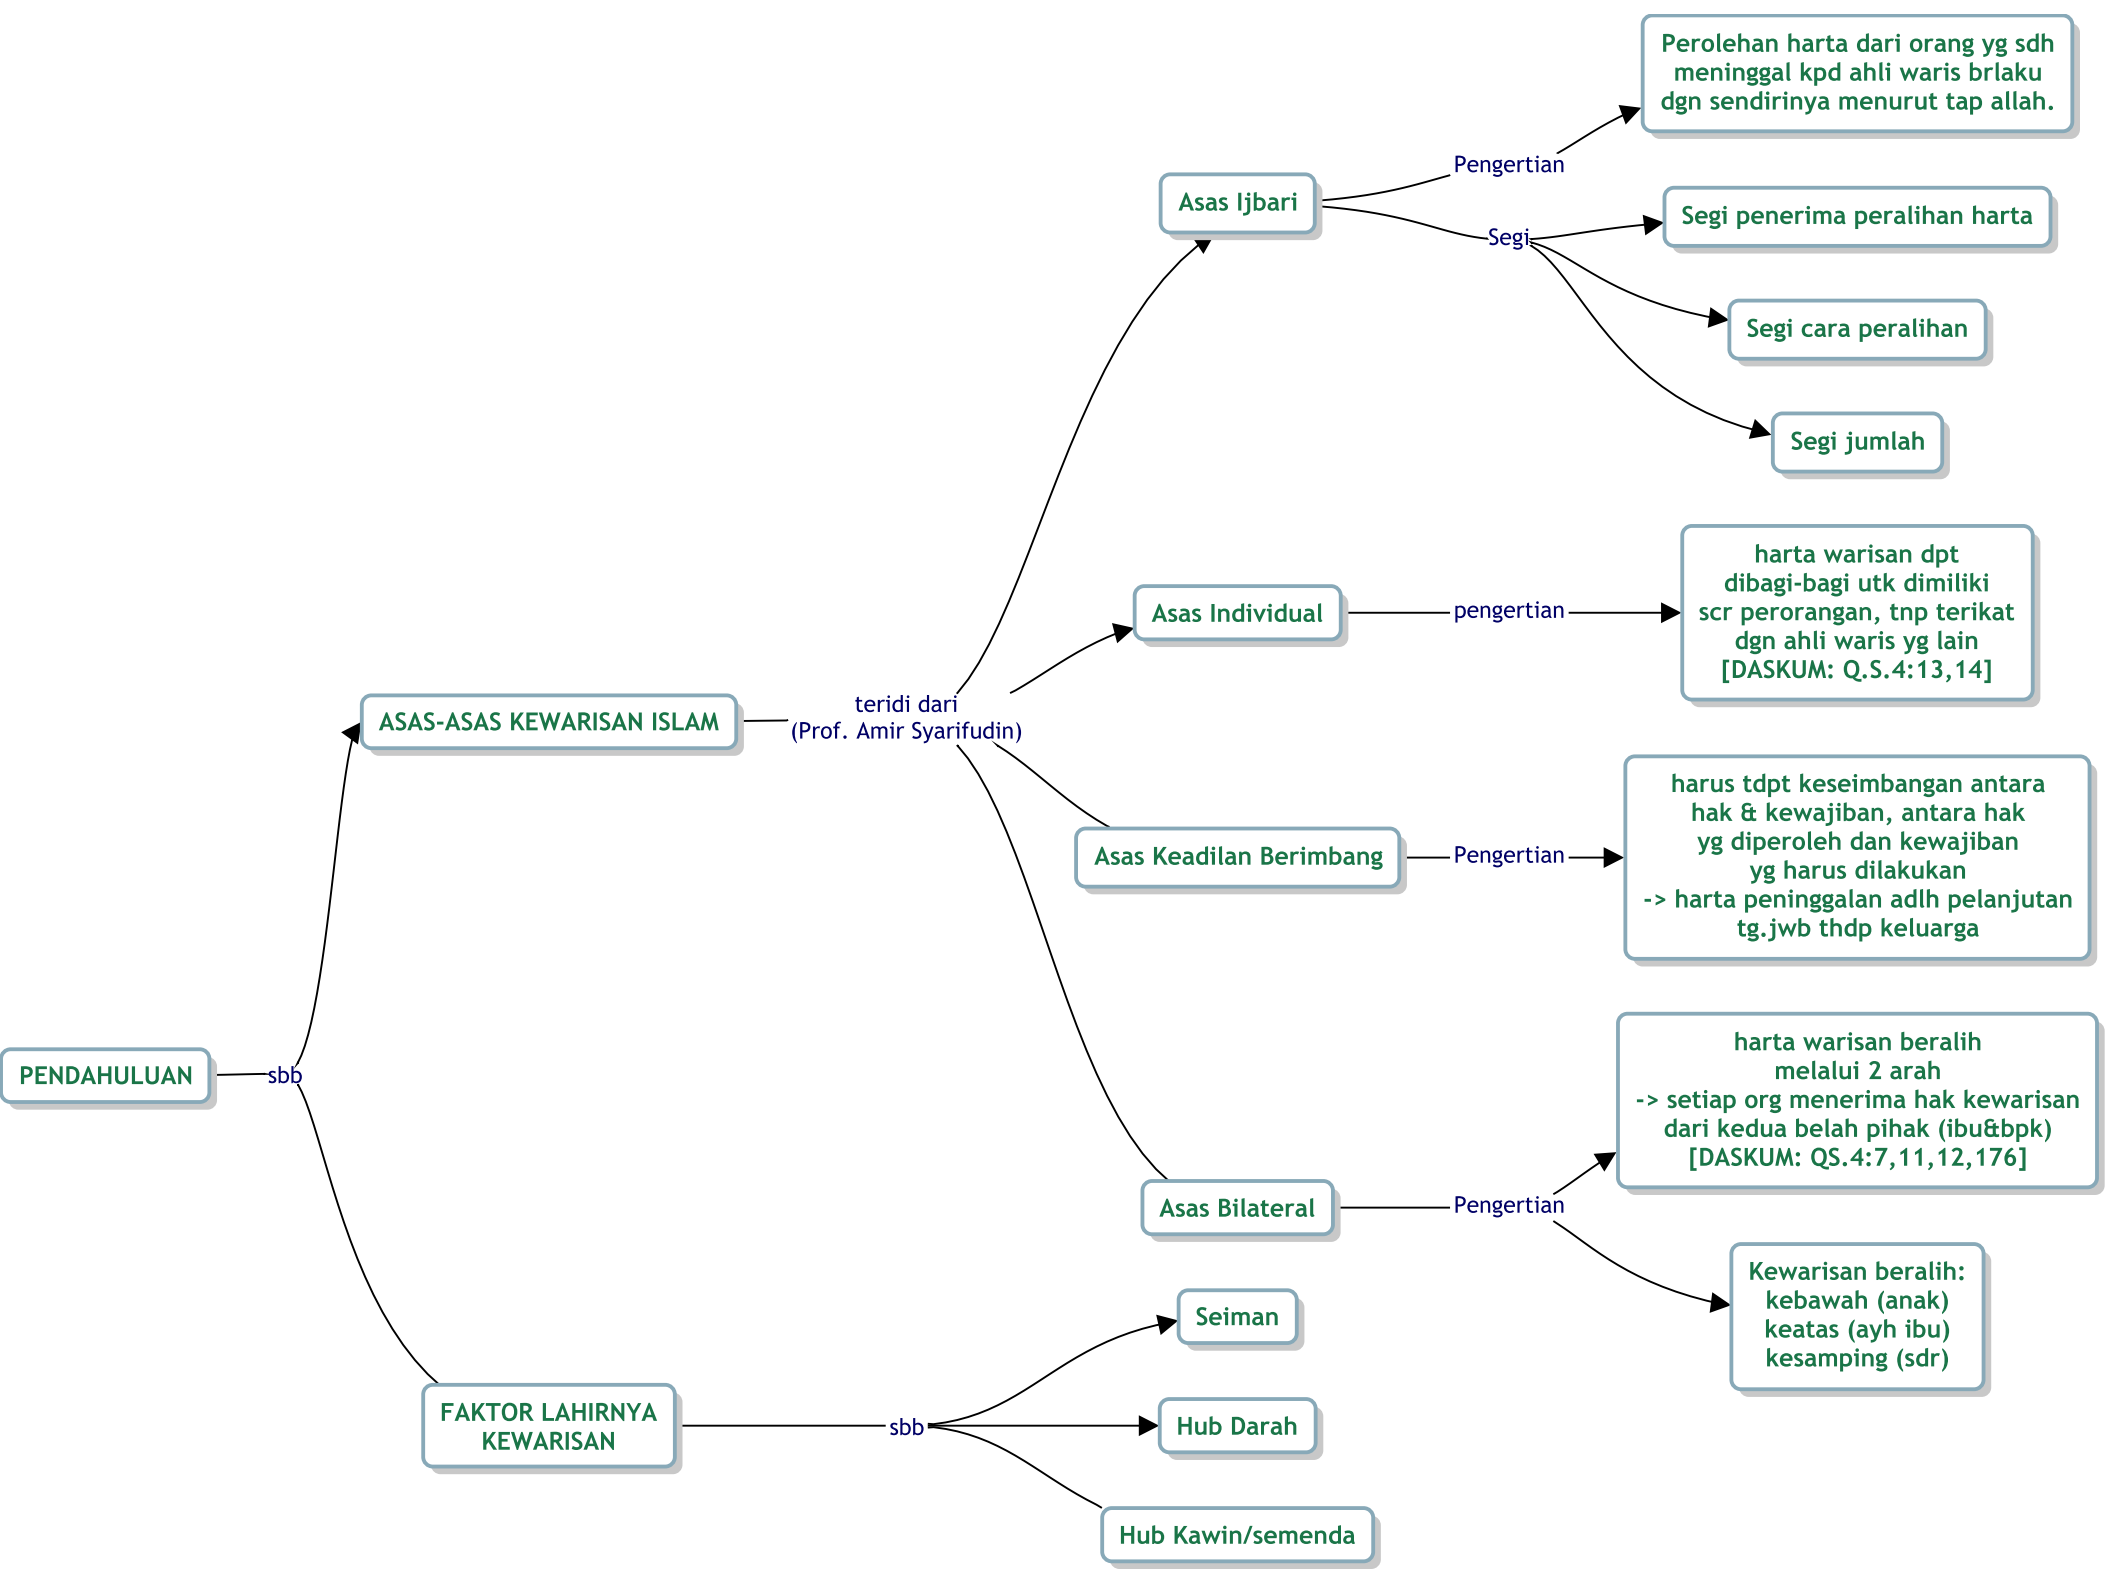 Perolehan harta dari orang yg sdh
meninggal kpd ahli waris brlaku
dgn sendirinya menurut tap allah.
Pengertian
Asas Ijbari
Segi penerima peralihan harta
Segi
Segi cara peralihan
Segi jumlah
harta warisan dpt
dibagi-bagi utk dimiliki
scr perorangan, tnp terikat
dgn ahli waris yg lain
[DASKUM: Q.S.4:13,14]
Asas Individual
pengertian
teridi dari
(Prof. Amir Syarifudin)
ASAS-ASAS KEWARISAN ISLAM
harus tdpt keseimbangan antara
hak & kewajiban, antara hak
yg diperoleh dan kewajiban
yg harus dilakukan
-> harta peninggalan adlh pelanjutan
tg.jwb thdp keluarga
Asas Keadilan Berimbang
Pengertian
PENDAHULUAN
sbb
harta warisan beralih
melalui 2 arah
-> setiap org menerima hak kewarisan
dari kedua belah pihak (ibu&bpk)
[DASKUM: QS.4:7,11,12,176]
Asas Bilateral
Pengertian
Kewarisan beralih:
kebawah (anak)
keatas (ayh ibu)
kesamping (sdr)
Seiman
FAKTOR LAHIRNYA
KEWARISAN
sbb
Hub Darah
Hub Kawin/semenda